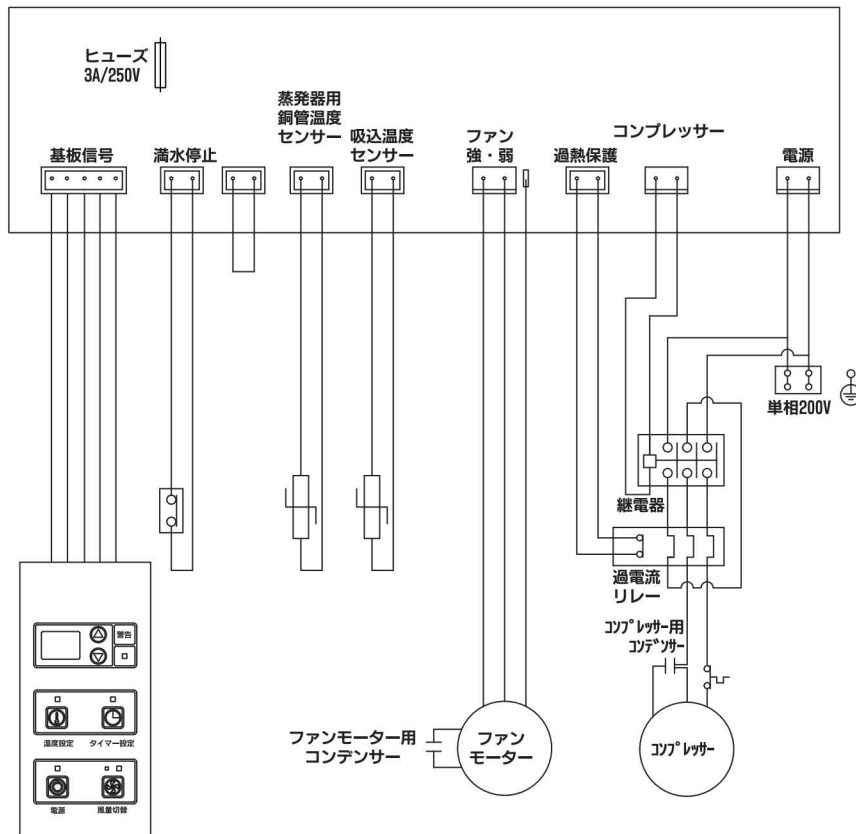 ヒューズ
3A/250V
蒸発器用
銅管温度
センサー
吸込温度
センサー
ファン
強・弱
コンプレッサー
基板信号
満水停止
過熱保護
電源
単相200V
継電器
過電流
リレー
コンプレッサー用
コンデンサー
警告
温度設定
タイマー設定
ファンモーター用
コンデンサー
ファン
モーター
コンプレッサー
電源
風量切替